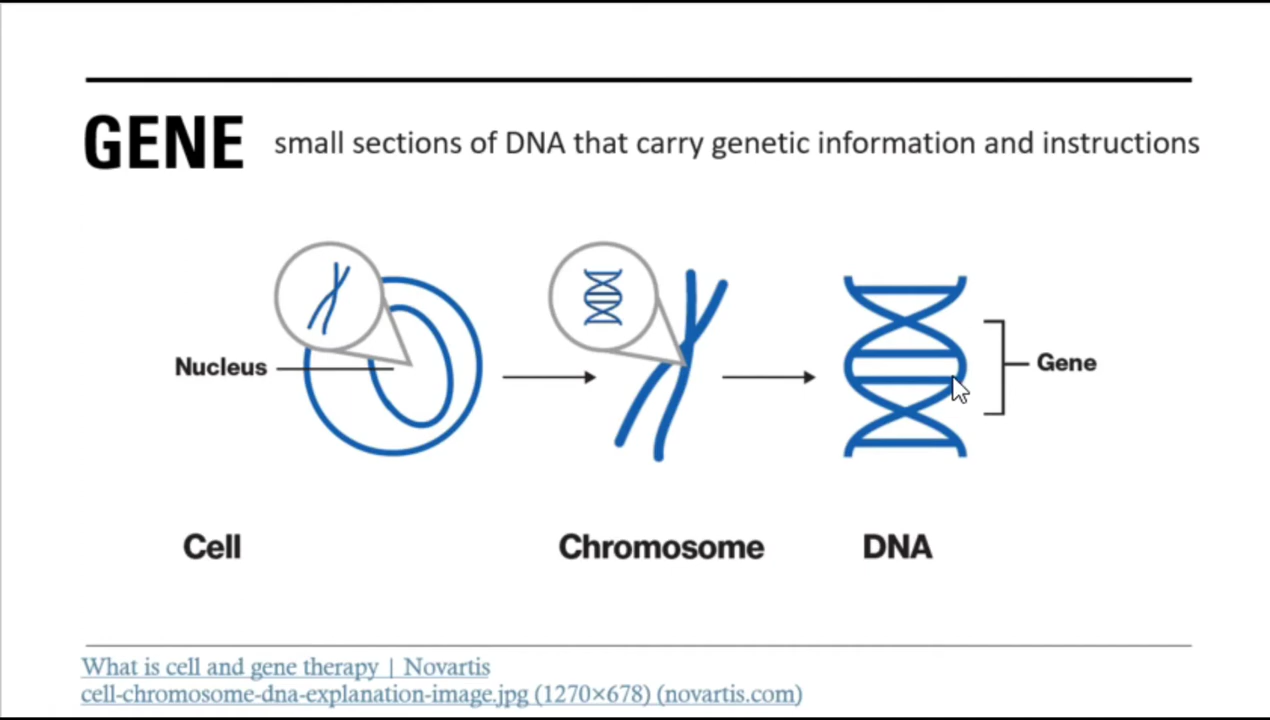 GENE small sections of DNA that carry genetic information and instructions
Nucleus
Gene
Cell
Chromosome
DNA
What is cell and gene therapy | Novartis
cell-chromosome-dna-explanation-image.jpg (1270×678) (novartis.com)